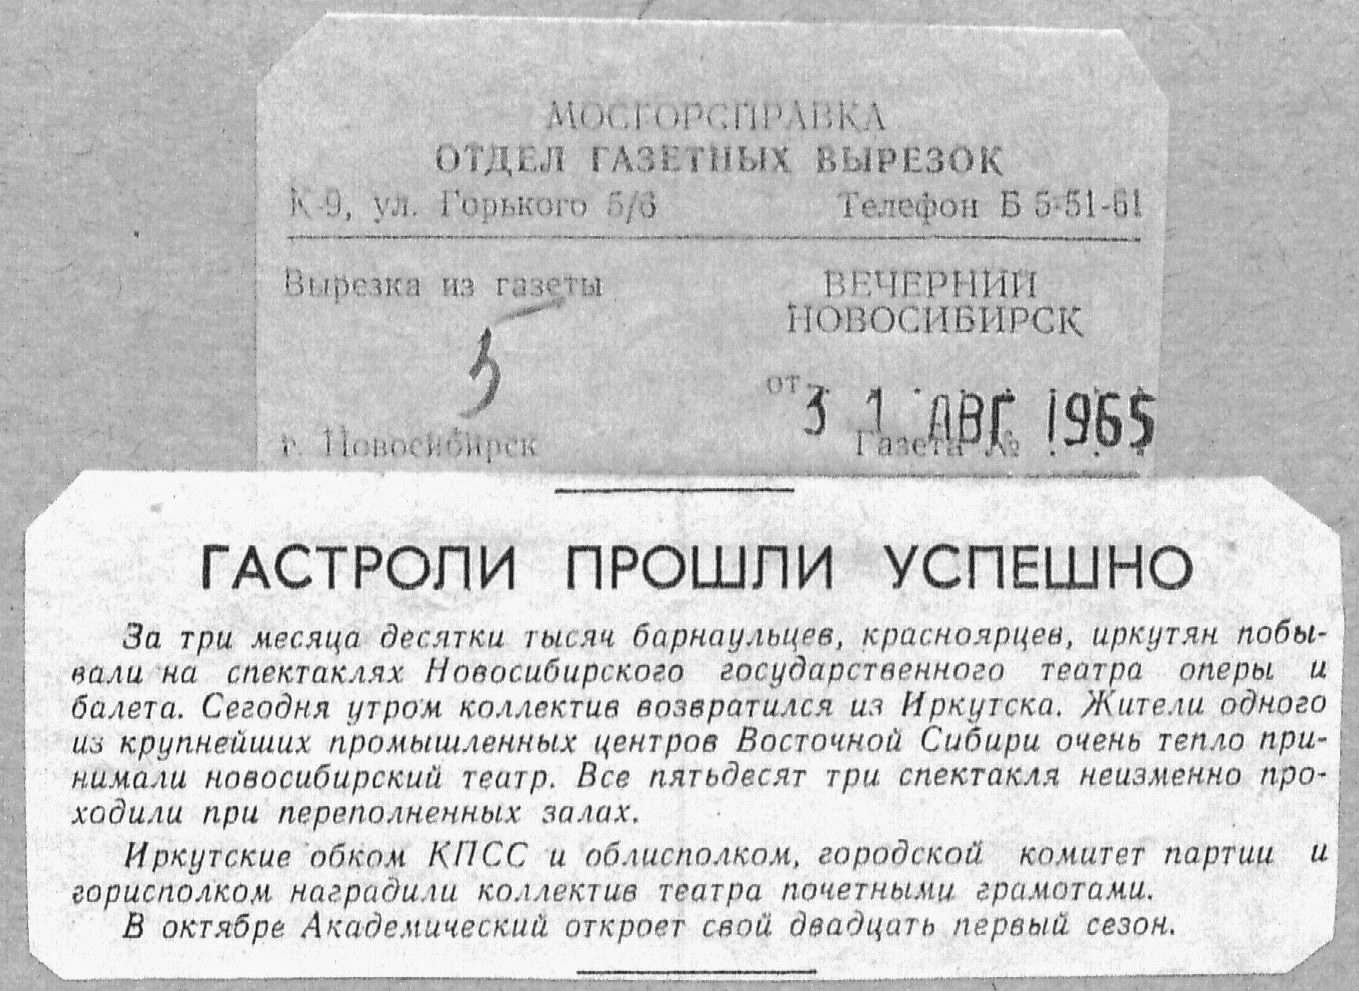 МОСГОРСПРАВКА
ОТДЕЛ ГАЗЕТНЫХ ВЫРЕЗОК
К-9, ул. Горького 5/6 Телефон Б 5-51-61
Вырезка из газеты
ВЕЧЕРНИЙ
НОВОСИБИРСК
5
от 31 АВГ 1965
г. Новосибирск Газета №
ГАСТРОЛИ ПРОШЛИ УСПЕШНО
За три месяца десятки тысяч барнаульцев, красноярцев, иркутян побы-
вали на спектаклях Новосибирского государственного театра оперы и
балета. Сегодня утром коллектив возвратился из Иркутска. Жители одного
из крупнейших промышленных центров Восточной Сибири очень тепло при-
нимали новосибирский театр. Все пятьдесят три спектакля неизменно про-
ходили при переполненных залах.
Иркутские обком КПСС и облисполком, городской комитет партии и
горисполком наградили коллектив театра почетными грамотами.
В октябре Академический откроет свой двадцать первый сезон.